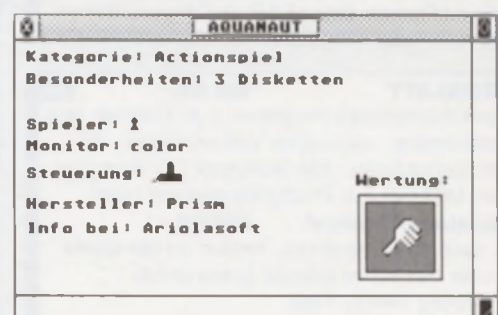 AQUANAUT
Kategorie: Actionspiel
Besonderheiten: 3 Disketten
Spieler: 1
Monitor: color
Steuerung:
Wertung:
Hersteller: Prism
Info bei: Ariolasoft